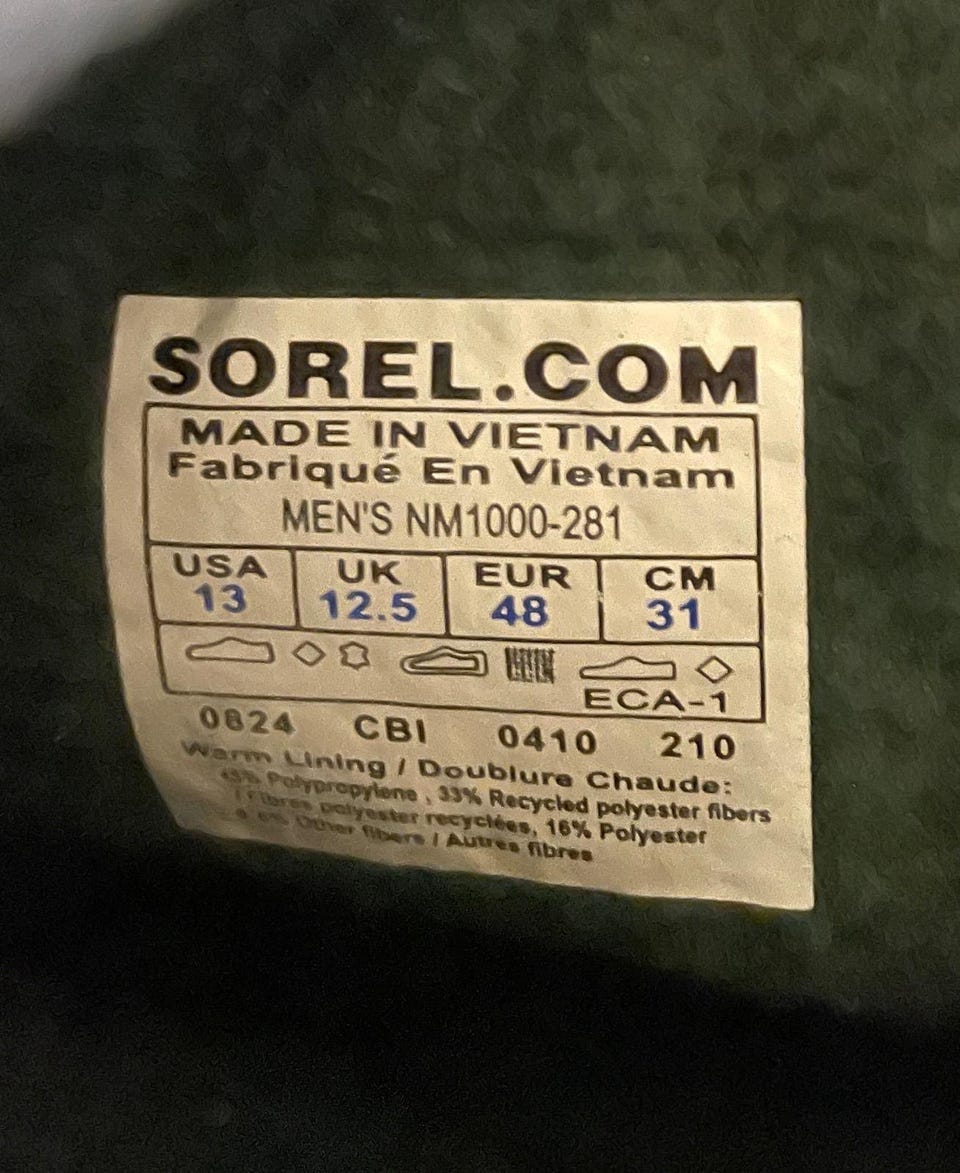 SOREL.COM
MADE IN VIETNAM
Fabriqué En Vietnam
MEN'S NM1000-281
USA UK EUR CM
13 12.5 48 31
ECA-1
0824 CBI 0410 210
Warm Lining / Doublure Chaude:
Polypropylene , 33% Recycled polyester fibers
/ Fibres polyester recyclées, 16% Polyester
Other fibers / Autres fibres